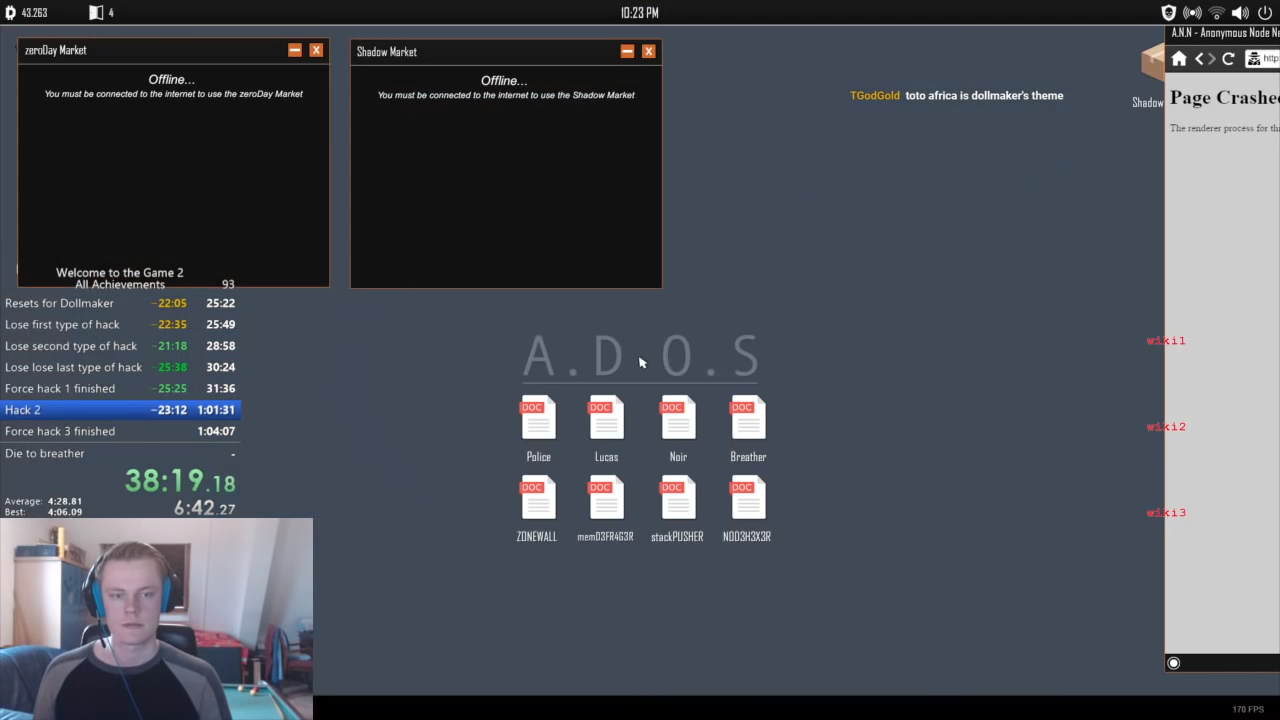 43.263
4
10:23 PM
zeroDay Market
Offline...
You must be connected to the internet to use the zeroDay Market
Shadow Market
Offline...
You must be connected to the internet to use the Shadow Market
TGodGold toto africa is dollmaker's theme
Shadow
A.N.N - Anonymous Node Ne
http
Page Crashe
The renderer process for thi
Welcome to the Game 2
All Achievements 93
Resets for Dollmaker -22:05 25:22
Lose first type of hack -22:35 25:49
Lose second type of hack -21:18 28:58
Lose lose last type of hack -25:38 30:24
Force hack 1 finished -25:25 31:36
Hack 2 -23:12 1:01:31
Force hack 3 finished 1:04:07
Die to breather -
38:19.18
Average: 4:28.81
Best: 4:06.09
6:42.27
A.D.O.S
DOC DOC DOC DOC
Police Lucas Noir Breather
DOC DOC DOC DOC
ZONEWALL memD3FR4G3R stackPUSHER NOD3H3X3R
wiki1
wiki2
wiki3
170 FPS